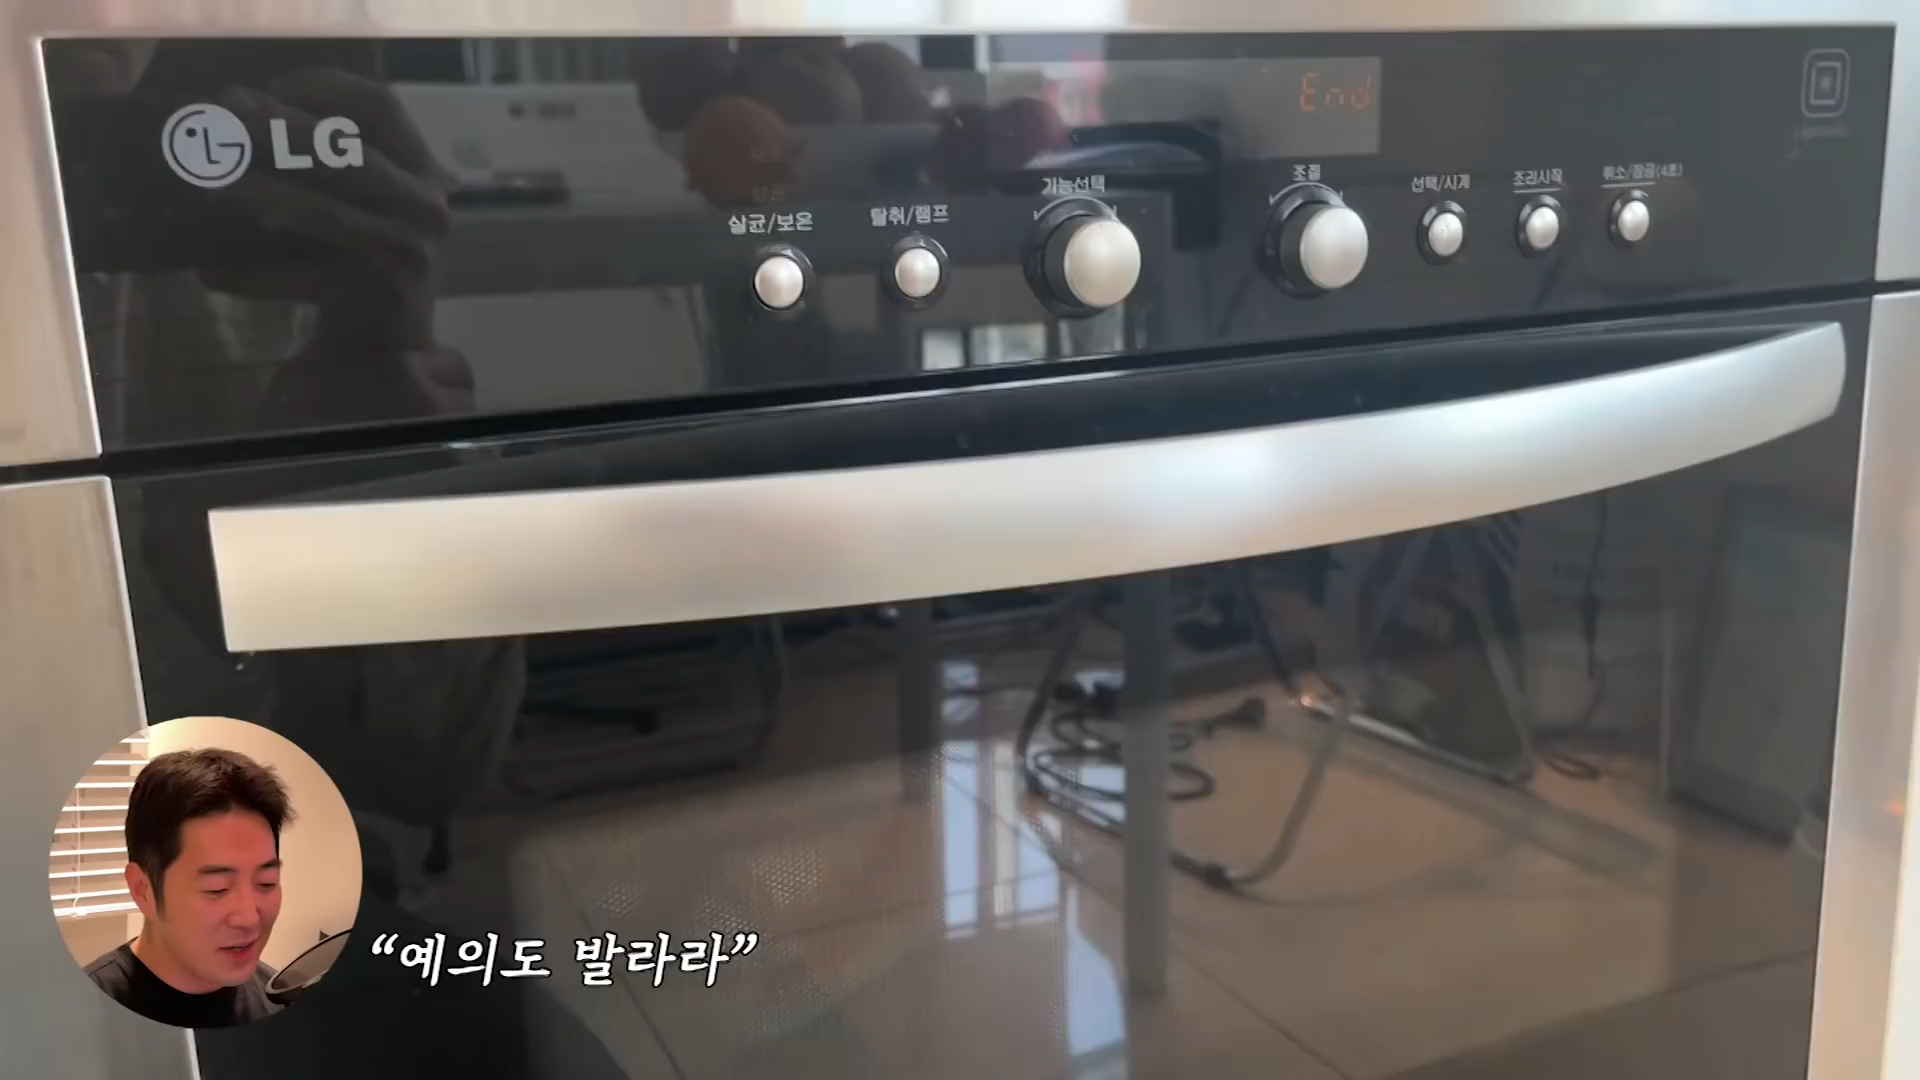 LG
End
살균/보온
탈취/램프
기능선택
조절
선택/시계
조리시작
취소/잠금(4초)
“예의도 발라라”